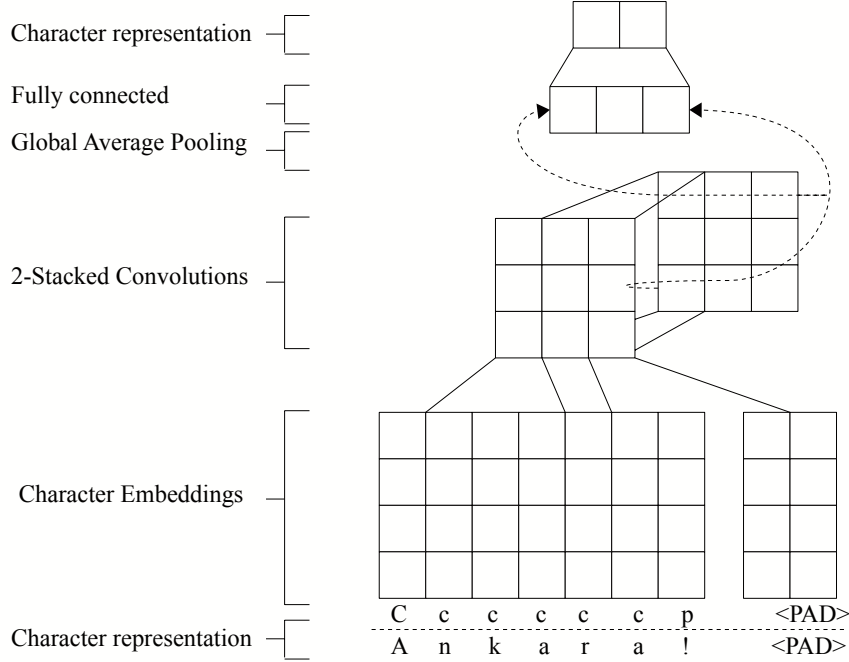 Character representation
Fully connected
Global Average Pooling
2-Stacked Convolutions
Character Embeddings
C c c c c c p <PAD>
Character representation
A n k a r a ! <PAD>